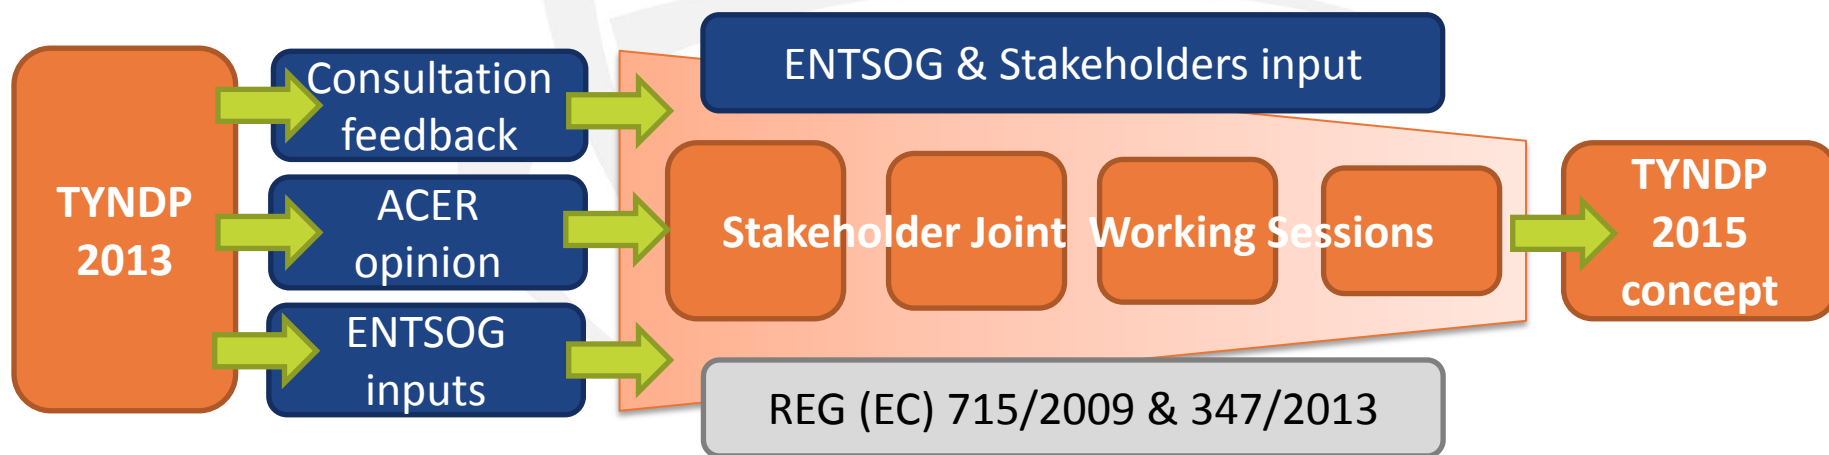 TYNDP
2013
Consultation
feedback
ACER
opinion
ENTSOG
inputs
ENTSOG & Stakeholders input
Stakeholder Joint Working Sessions
REG (EC) 715/2009 & 347/2013
TYNDP
2015
concept